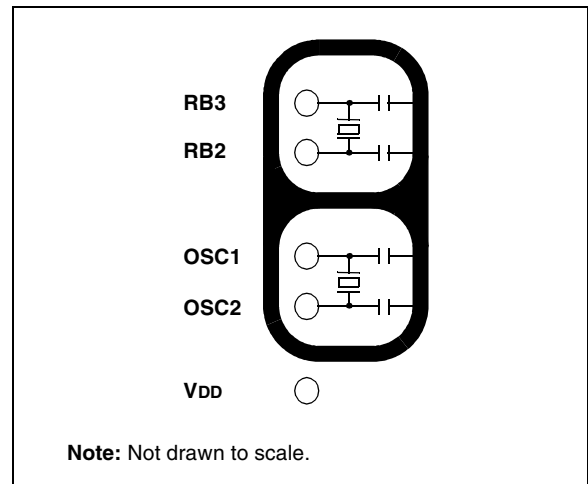 RB3
RB2
OSC1
OSC2
VDD
Note: Not drawn to scale.